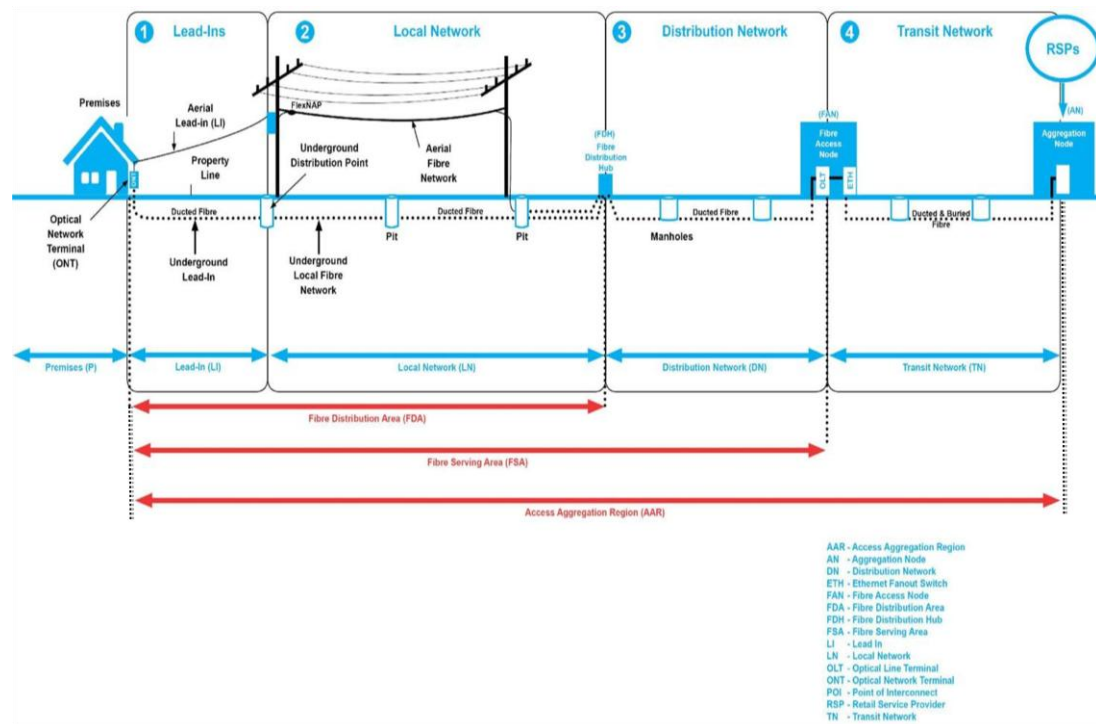 1 Lead-Ins
2 Local Network
3 Distribution Network
4 Transit Network
RSPs
Premises
Aerial
Lead-in (LI)
FlexNAP
Property
Line
Underground
Distribution Point
Aerial
Fibre
Network
(FDH)
Fibre
Distribution
Hub
(FAN)
Fibre
Access
Node
OLT
ETH
(AN)
Aggregation
Node
ONT
Optical
Network
Terminal
(ONT)
Ducted Fibre
Underground
Lead-In
Ducted Fibre
Underground
Local Fibre
Network
Pit
Ducted Fibre
Pit
Ducted Fibre
Manholes
Ducted & Buried
Fibre
Premises (P)
Lead-In (LI)
Local Network (LN)
Distribution Network (DN)
Transit Network (TN)
Fibre Distribution Area (FDA)
Fibre Serving Area (FSA)
Access Aggregation Region (AAR)
AAR - Access Aggregation Region
AN - Aggregation Node
DN - Distribution Network
ETH - Ethernet Fanout Switch
FAN - Fibre Access Node
FDA - Fibre Distribution Area
FDH - Fibre Distribution Hub
FSA - Fibre Serving Area
LI - Lead In
LN - Local Network
OLT - Optical Line Terminal
ONT - Optical Network Terminal
POI - Point of Interconnect
RSP - Retail Service Provider
TN - Transit Network